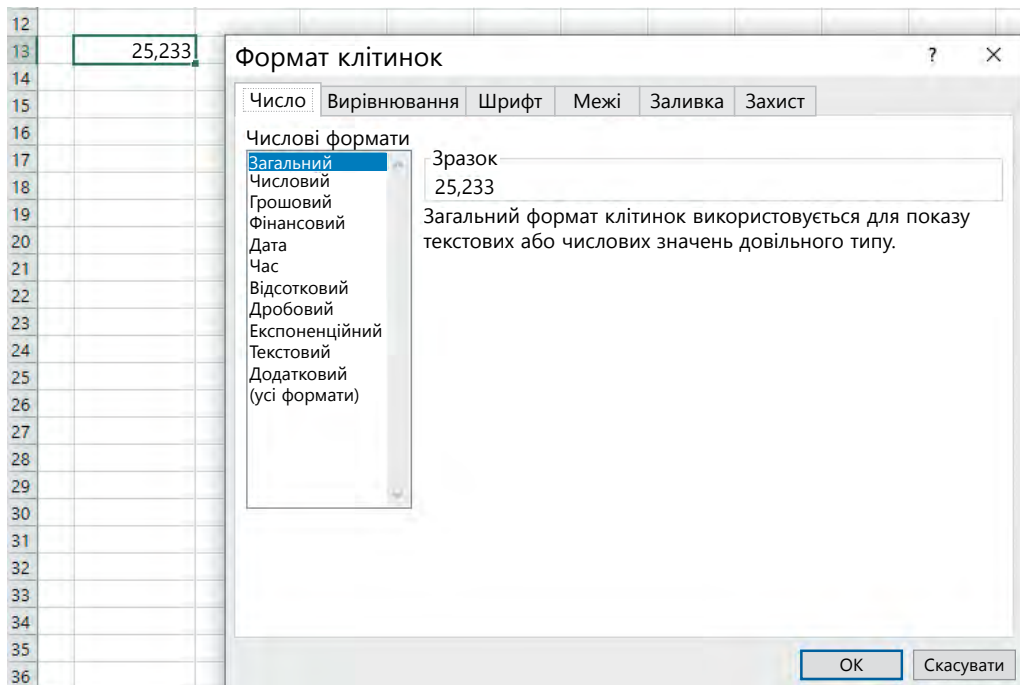 12
13 25,233
14
15
16
17
18
19
20
21
22
23
24
25
26
27
28
29
30
31
32
33
34
35
36
Формат клітинок ? ×
Число Вирівнювання Шрифт Межі Заливка Захист
Числові формати
Загальний
Числовий
Грошовий
Фінансовий
Дата
Час
Відсотковий
Дробовий
Експоненційний
Текстовий
Додатковий
(усі формати)
Зразок
25,233
Загальний формат клітинок використовується для показу
текстових або числових значень довільного типу.
ОК Скасувати